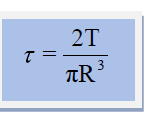 τ = 2T / πR³